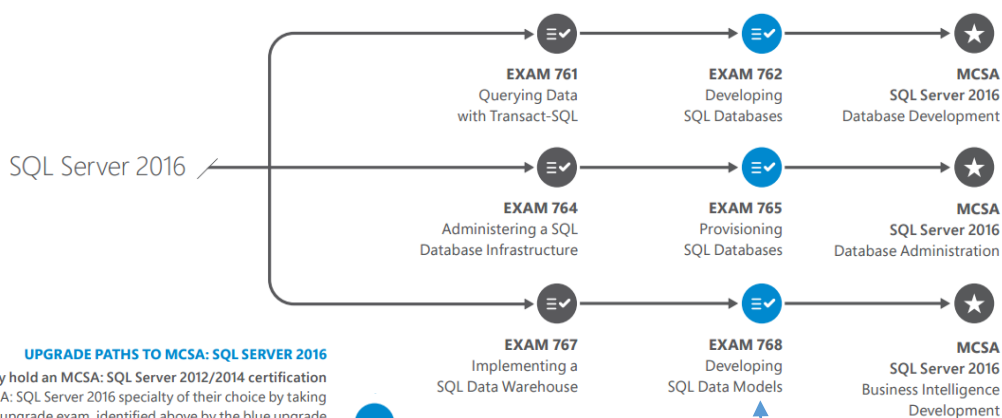 EXAM 761
Querying Data
with Transact-SQL
EXAM 762
Developing
SQL Databases
MCSA
SQL Server 2016
Database Development
SQL Server 2016
EXAM 764
Administering a SQL
Database Infrastructure
EXAM 765
Provisioning
SQL Databases
MCSA
SQL Server 2016
Database Administration
EXAM 767
Implementing a
SQL Data Warehouse
EXAM 768
Developing
SQL Data Models
MCSA
SQL Server 2016
Business Intelligence
Development
UPGRADE PATHS TO MCSA: SQL SERVER 2016
y hold an MCSA: SQL Server 2012/2014 certification
A: SQL Server 2016 specialty of their choice by taking
upgrade exam, identified above by the blue upgrade